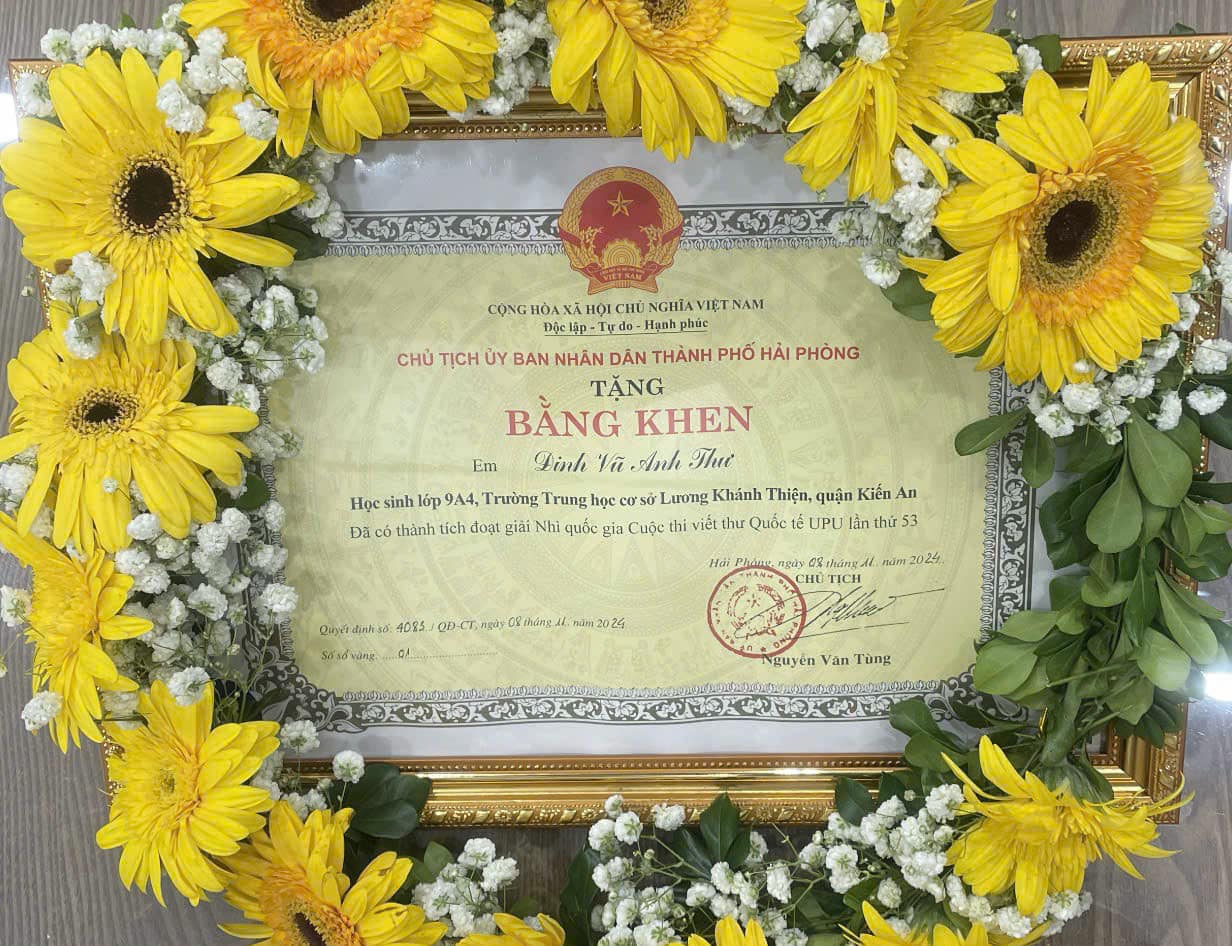 VIỆT NAM
CỘNG HÒA XÃ HỘI CHỦ NGHĨA VIỆT NAM
Độc lập - Tự do - Hạnh phúc
CHỦ TỊCH ỦY BAN NHÂN DÂN THÀNH PHỐ HẢI PHÒNG
TẶNG
BẰNG KHEN
Em Đinh Vũ Anh Thư
Học sinh lớp 9A4, Trường Trung học cơ sở Lương Khánh Thiện, quận Kiến An
Đã có thành tích đoạt giải Nhì quốc gia Cuộc thi viết thư Quốc tế UPU lần thứ 53
Hải Phòng, ngày 08 tháng 11 năm 2024
CHỦ TỊCH
Quyết định số: 4083 / QĐ-CT, ngày 08 tháng 11 năm 2024
Số sổ vàng: 01
Nguyễn Văn Tùng